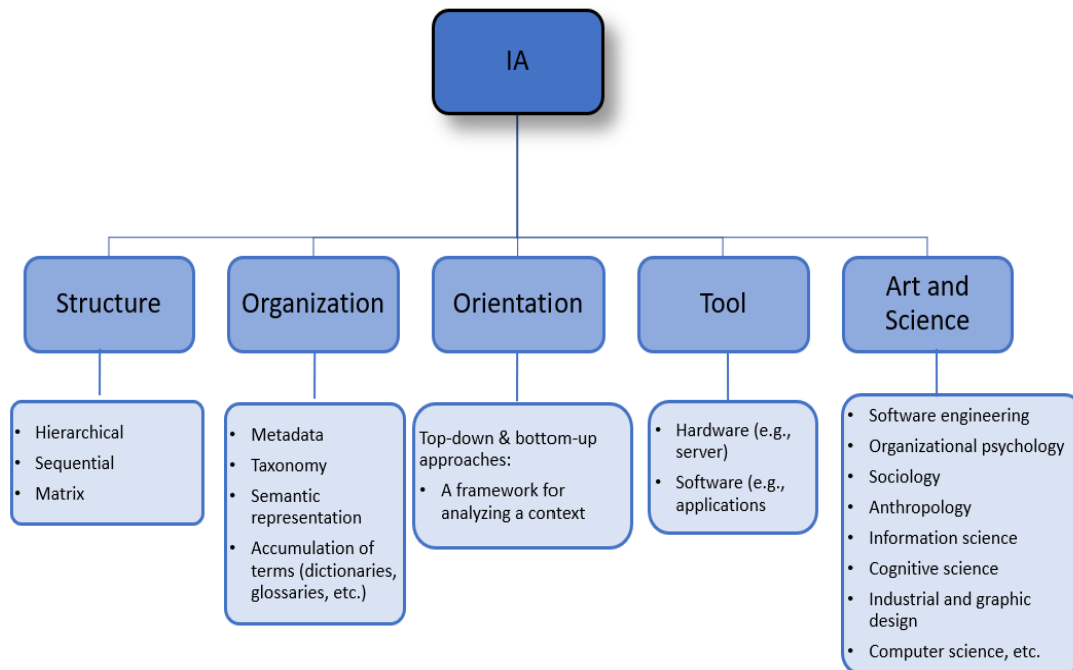 IA
Structure
Organization
Orientation
Tool
Art and
Science
• Hierarchical
• Sequential
• Matrix
• Metadata
• Taxonomy
• Semantic
representation
• Accumulation of
terms (dictionaries,
glossaries, etc.)
Top-down & bottom-up
approaches:
• A framework for
analyzing a context
• Hardware (e.g.,
server)
• Software (e.g.,
applications
• Software engineering
• Organizational psychology
• Sociology
• Anthropology
• Information science
• Cognitive science
• Industrial and graphic
design
• Computer science, etc.